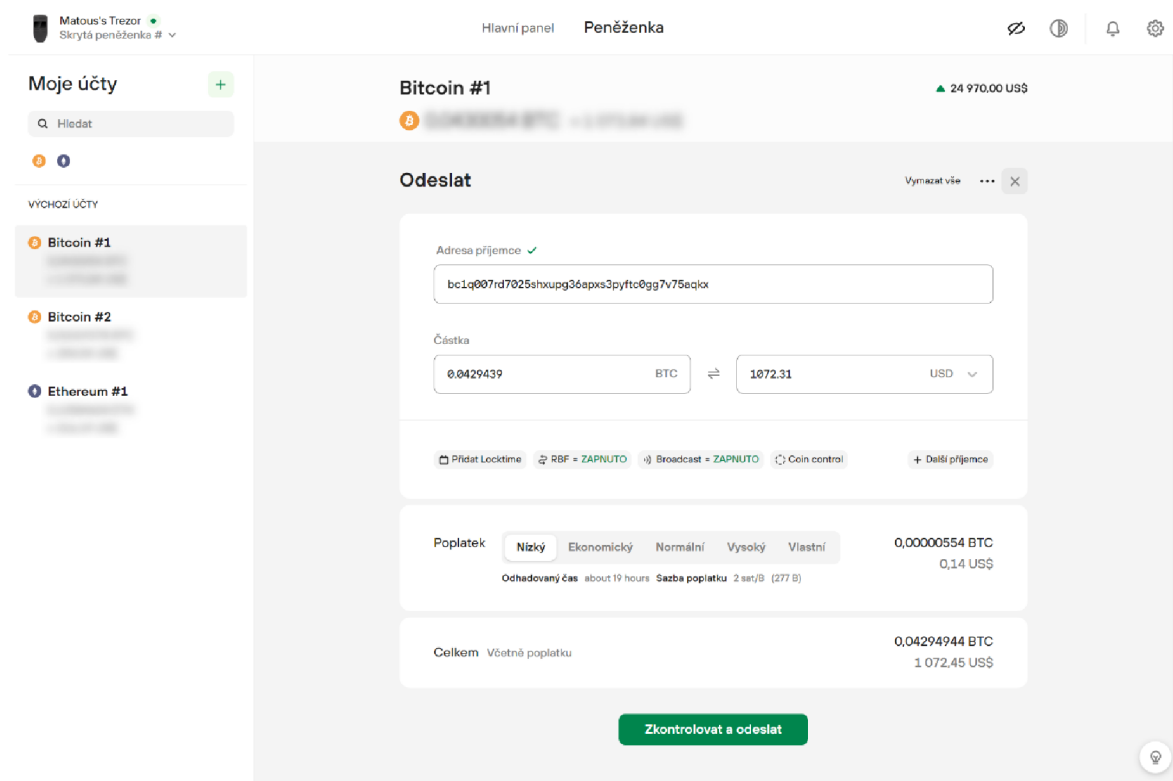 Matous's Trezor
Skrytá peněženka #
Hlavní panel
Peněženka
Moje účty
+
Hledat
VÝCHOZÍ ÚČTY
Bitcoin #1
Bitcoin #2
Ethereum #1
Bitcoin #1
24 970,00 US$
Odeslat
Vymazat vše
Adresa příjemce
bc1q007rd7025shxupg36apxs3pyftc0gg7v75aqkx
Částka
0.0429439 BTC
1072.31 USD
Přidat Locktime
RBF = ZAPNUTO
Broadcast = ZAPNUTO
Coin control
+ Další příjemce
Poplatek
Nízký Ekonomický Normální Vysoký Vlastní
0,00000554 BTC
0,14 US$
Odhadovaný čas about 19 hours Sazba poplatku 2 sat/B (277 B)
Celkem Včetně poplatku
0,04294944 BTC
1 072,45 US$
Zkontrolovat a odeslat